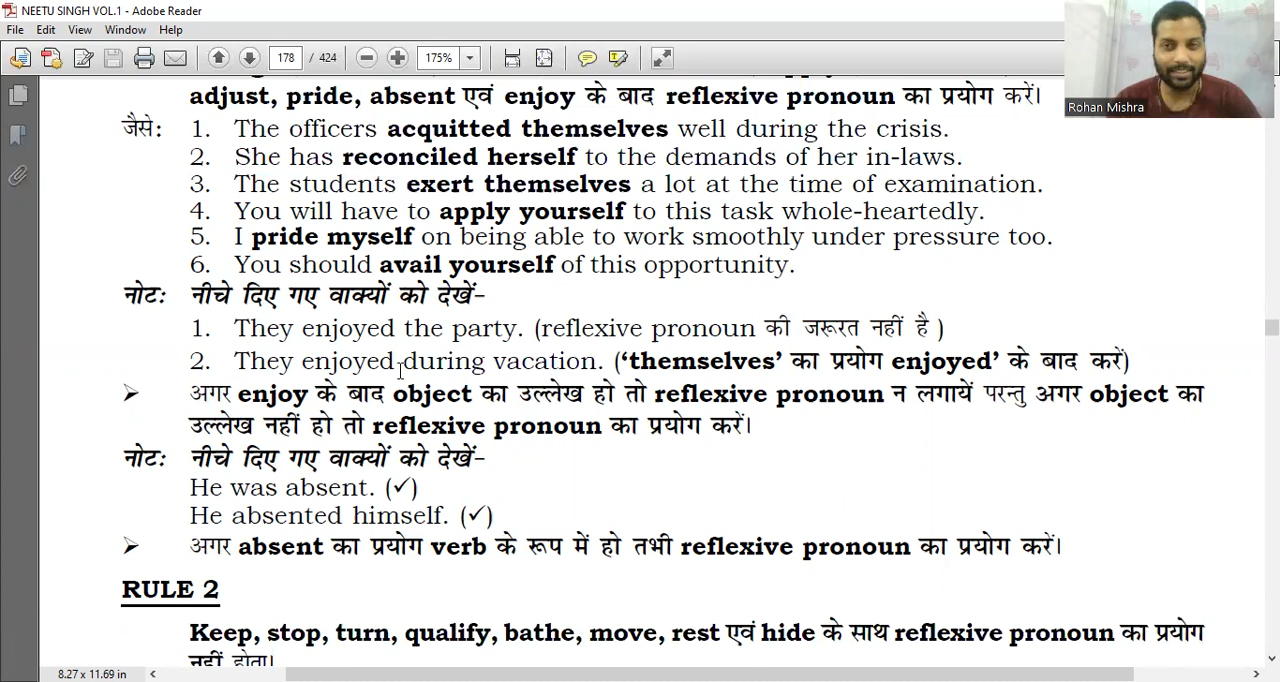 NEETU SINGH VOL.1 - Adobe Reader
File Edit View Window Help
178 / 424 175%
Rohan Mishra
adjust, pride, absent एवं enjoy के बाद reflexive pronoun का प्रयोग करें।
जैसे: 1. The officers acquitted themselves well during the crisis.
2. She has reconciled herself to the demands of her in-laws.
3. The students exert themselves a lot at the time of examination.
4. You will have to apply yourself to this task whole-heartedly.
5. I pride myself on being able to work smoothly under pressure too.
6. You should avail yourself of this opportunity.
नोट: नीचे दिए गए वाक्यों को देखें-
1. They enjoyed the party. (reflexive pronoun की जरूरत नहीं है )
2. They enjoyed during vacation. (‘themselves’ का प्रयोग enjoyed’ के बाद करें)
➢ अगर enjoy के बाद object का उल्लेख हो तो reflexive pronoun न लगायें परन्तु अगर object का
उल्लेख नहीं हो तो reflexive pronoun का प्रयोग करें।
नोट: नीचे दिए गए वाक्यों को देखें-
He was absent. (✓)
He absented himself. (✓)
➢ अगर absent का प्रयोग verb के रूप में हो तभी reflexive pronoun का प्रयोग करें।
RULE 2
Keep, stop, turn, qualify, bathe, move, rest एवं hide के साथ reflexive pronoun का प्रयोग
नहीं होता।
8.27 x 11.69 in